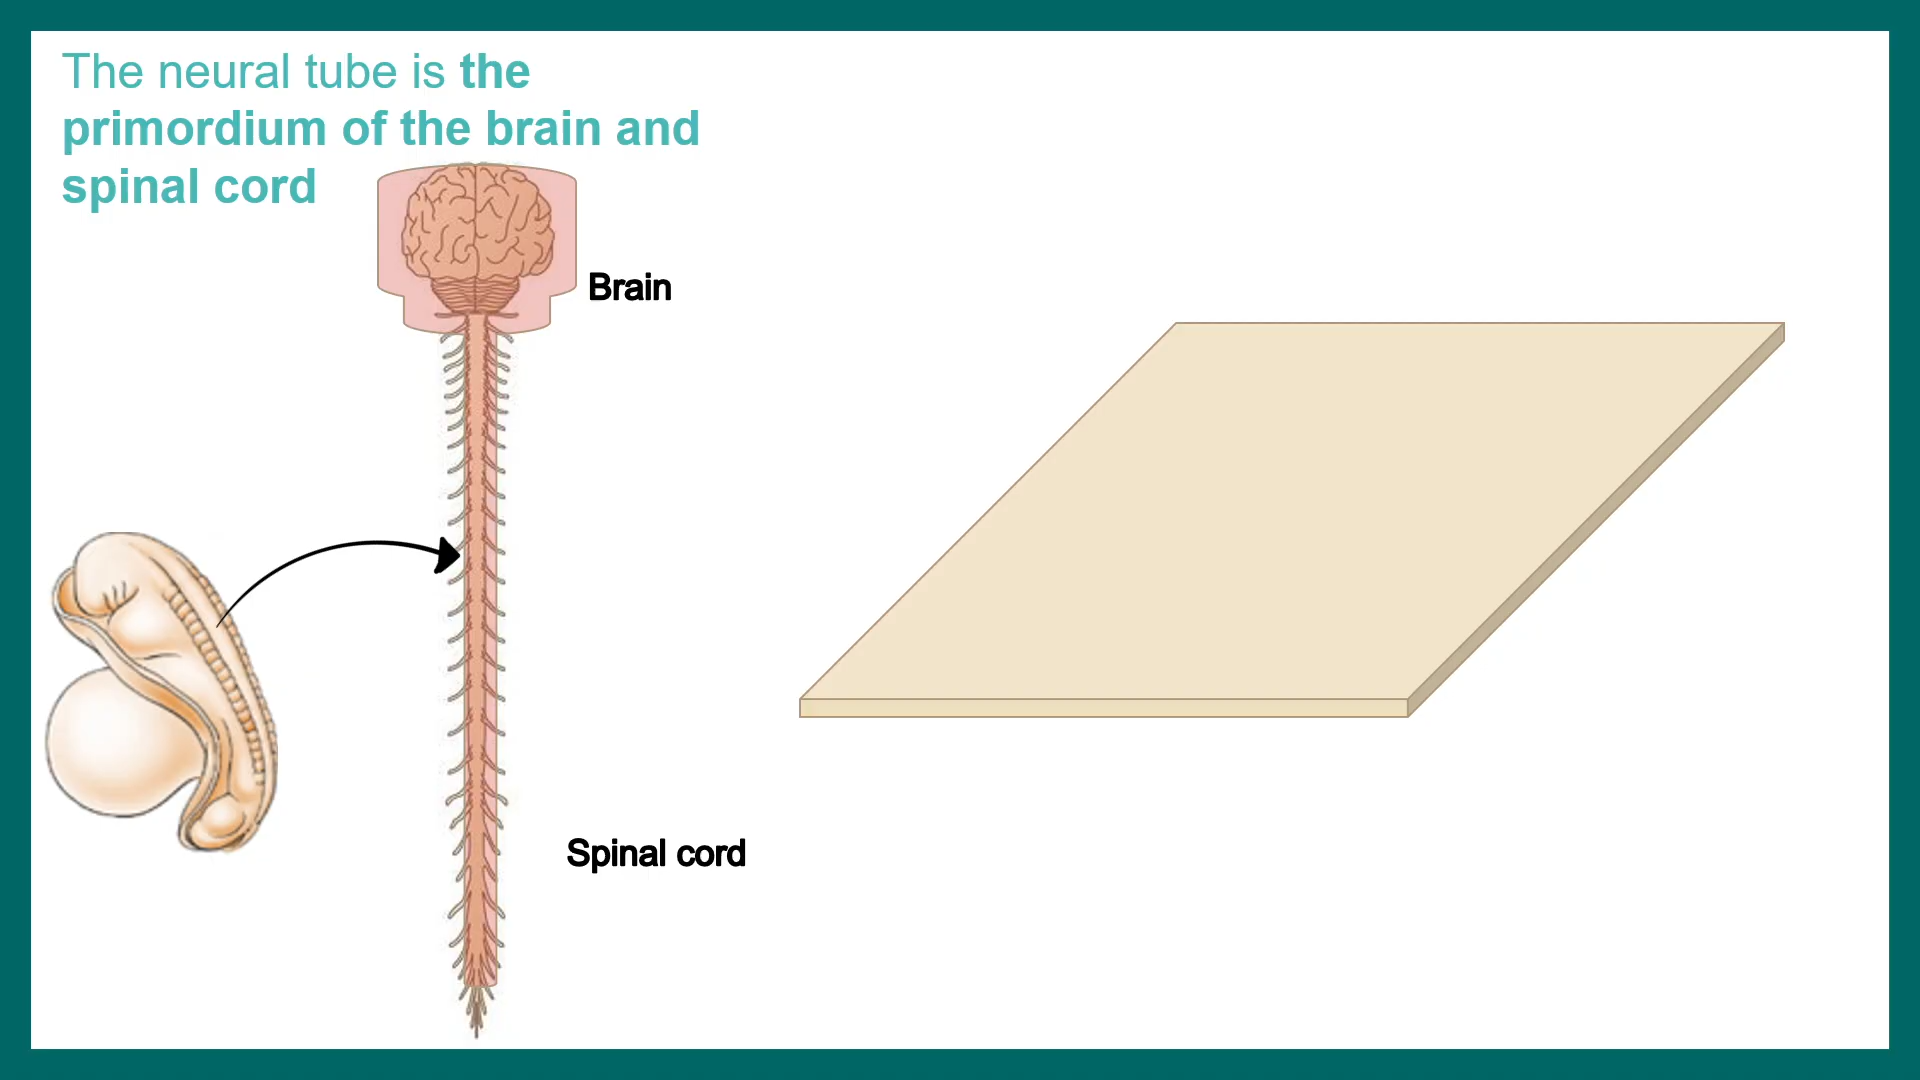 The neural tube is the
primordium of the brain and
spinal cord
Brain
Spinal cord